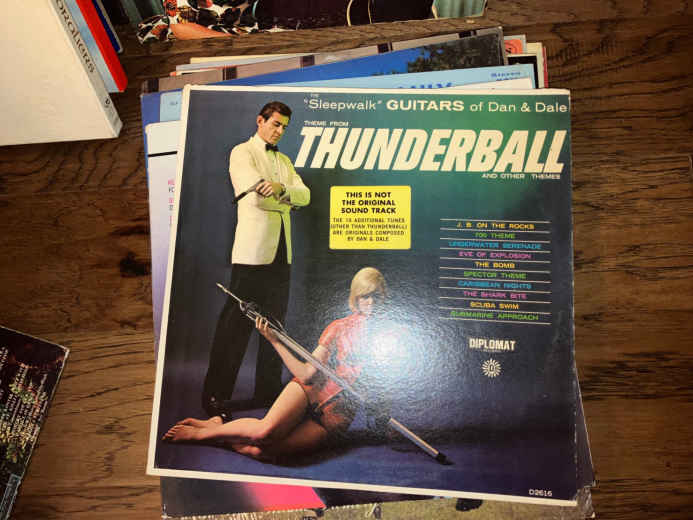 THE
"Sleepwalk" GUITARS of Dan & Dale
THEME FROM
THUNDERBALL
AND OTHER THEMES
THIS IS NOT
THE ORIGINAL
SOUND TRACK
THE 10 ADDITIONAL TUNES
(OTHER THAN THUNDERBALL)
ARE ORIGINALS COMPOSED
BY DAN & DALE
J. B. ON THE ROCKS
700 THEME
UNDERWATER SERENADE
EVE OF EXPLOSION
THE BOMB
SPECTOR THEME
CARIBBEAN NIGHTS
THE SHARK BITE
SCUBA SWIM
SUBMARINE APPROACH
DIPLOMAT
D2616